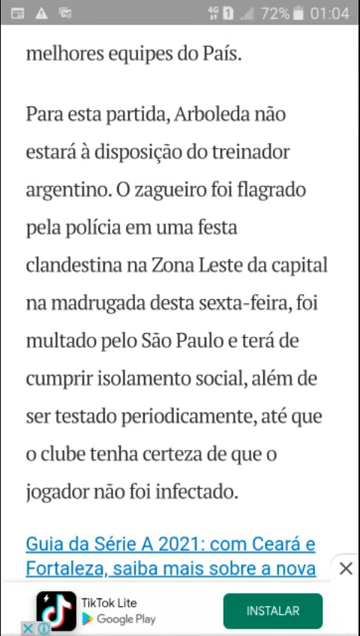 4G 1 72% 01:04
melhores equipes do País.
Para esta partida, Arboleda não
estará à disposição do treinador
argentino. O zagueiro foi flagrado
pela polícia em uma festa
clandestina na Zona Leste da capital
na madrugada desta sexta-feira, foi
multado pelo São Paulo e terá de
cumprir isolamento social, além de
ser testado periodicamente, até que
o clube tenha certeza de que o
jogador não foi infectado.
Guia da Série A 2021: com Ceará e
Fortaleza, saiba mais sobre a nova
TikTok Lite
Google Play
INSTALAR